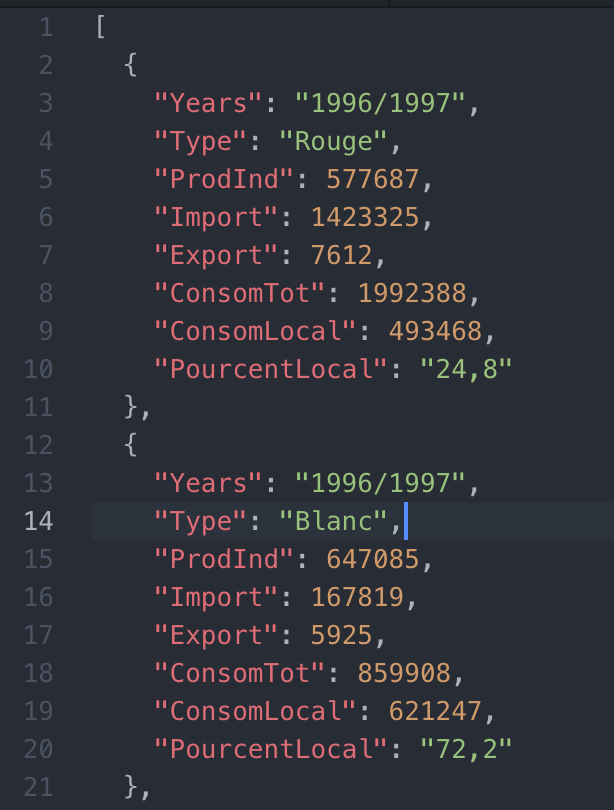 1 [
2 {
3 "Years": "1996/1997",
4 "Type": "Rouge",
5 "ProdInd": 577687,
6 "Import": 1423325,
7 "Export": 7612,
8 "ConsomTot": 1992388,
9 "ConsomLocal": 493468,
10 "PourcentLocal": "24,8"
11 },
12 {
13 "Years": "1996/1997",
14 "Type": "Blanc",
15 "ProdInd": 647085,
16 "Import": 167819,
17 "Export": 5925,
18 "ConsomTot": 859908,
19 "ConsomLocal": 621247,
20 "PourcentLocal": "72,2"
21 },